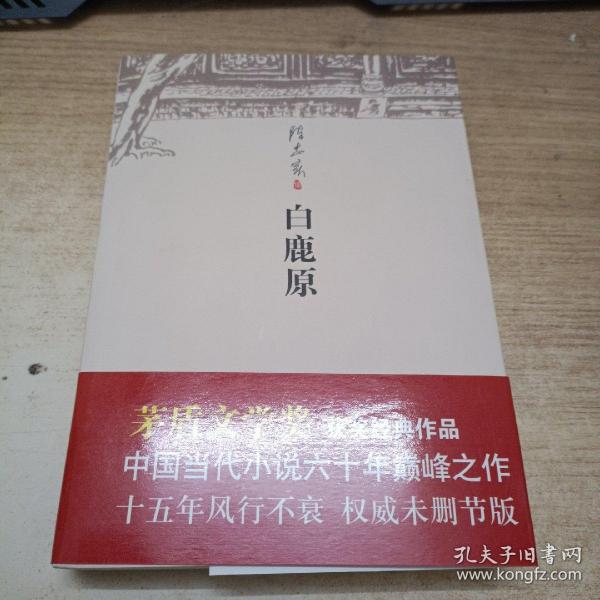 陈忠实
白鹿原
茅盾文学奖 获奖经典作品
中国当代小说六十年巅峰之作
十五年风行不衰 权威未删节版
孔夫子旧书网
www.kongfz.com